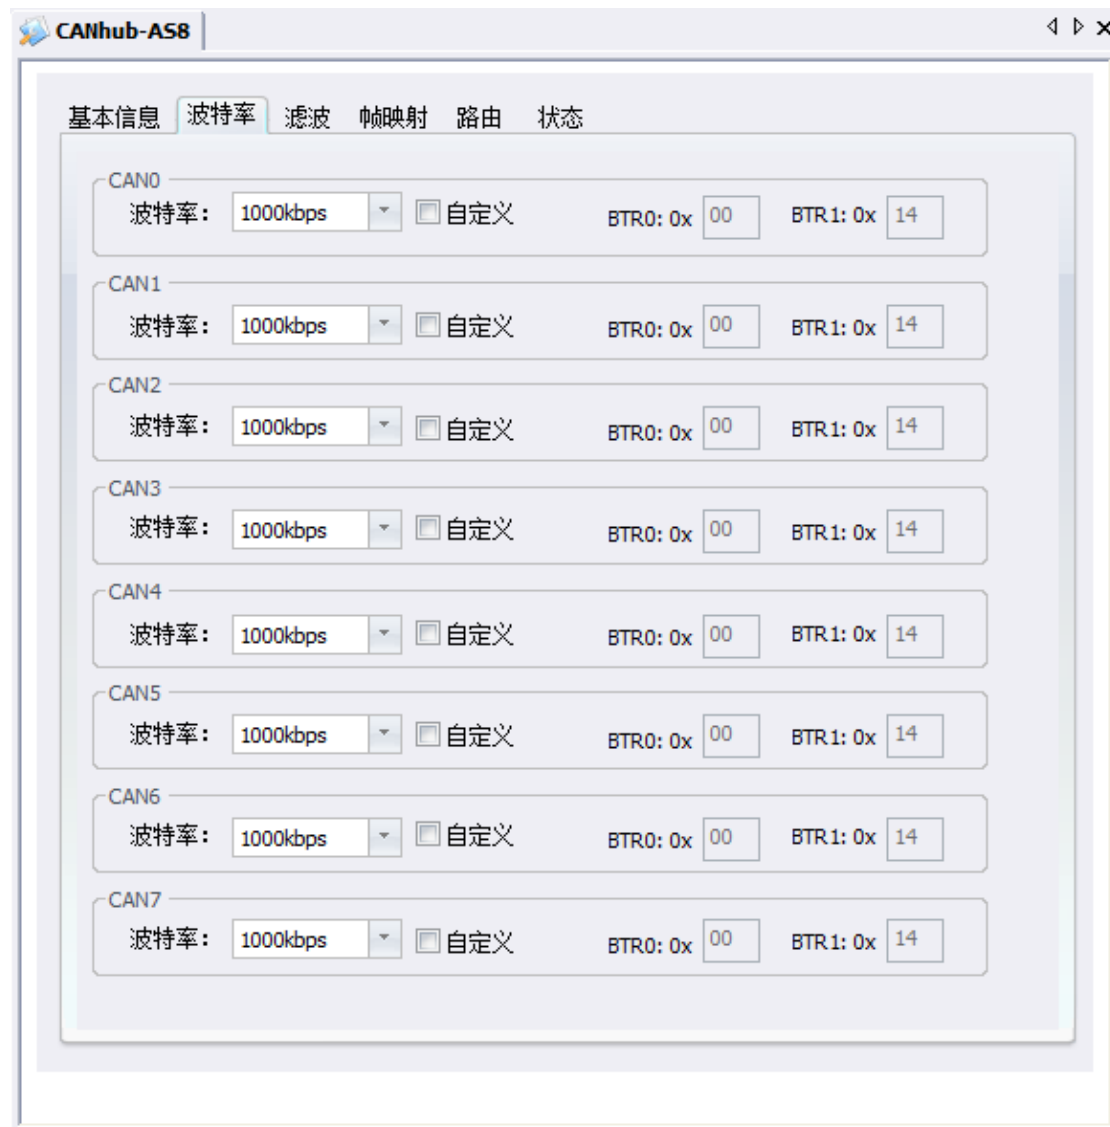 CANhub-AS8
基本信息 波特率 滤波 帧映射 路由 状态
CAN0
波特率: 1000kbps 自定义 BTR0: 0x 00 BTR1: 0x 14
CAN1
波特率: 1000kbps 自定义 BTR0: 0x 00 BTR1: 0x 14
CAN2
波特率: 1000kbps 自定义 BTR0: 0x 00 BTR1: 0x 14
CAN3
波特率: 1000kbps 自定义 BTR0: 0x 00 BTR1: 0x 14
CAN4
波特率: 1000kbps 自定义 BTR0: 0x 00 BTR1: 0x 14
CAN5
波特率: 1000kbps 自定义 BTR0: 0x 00 BTR1: 0x 14
CAN6
波特率: 1000kbps 自定义 BTR0: 0x 00 BTR1: 0x 14
CAN7
波特率: 1000kbps 自定义 BTR0: 0x 00 BTR1: 0x 14